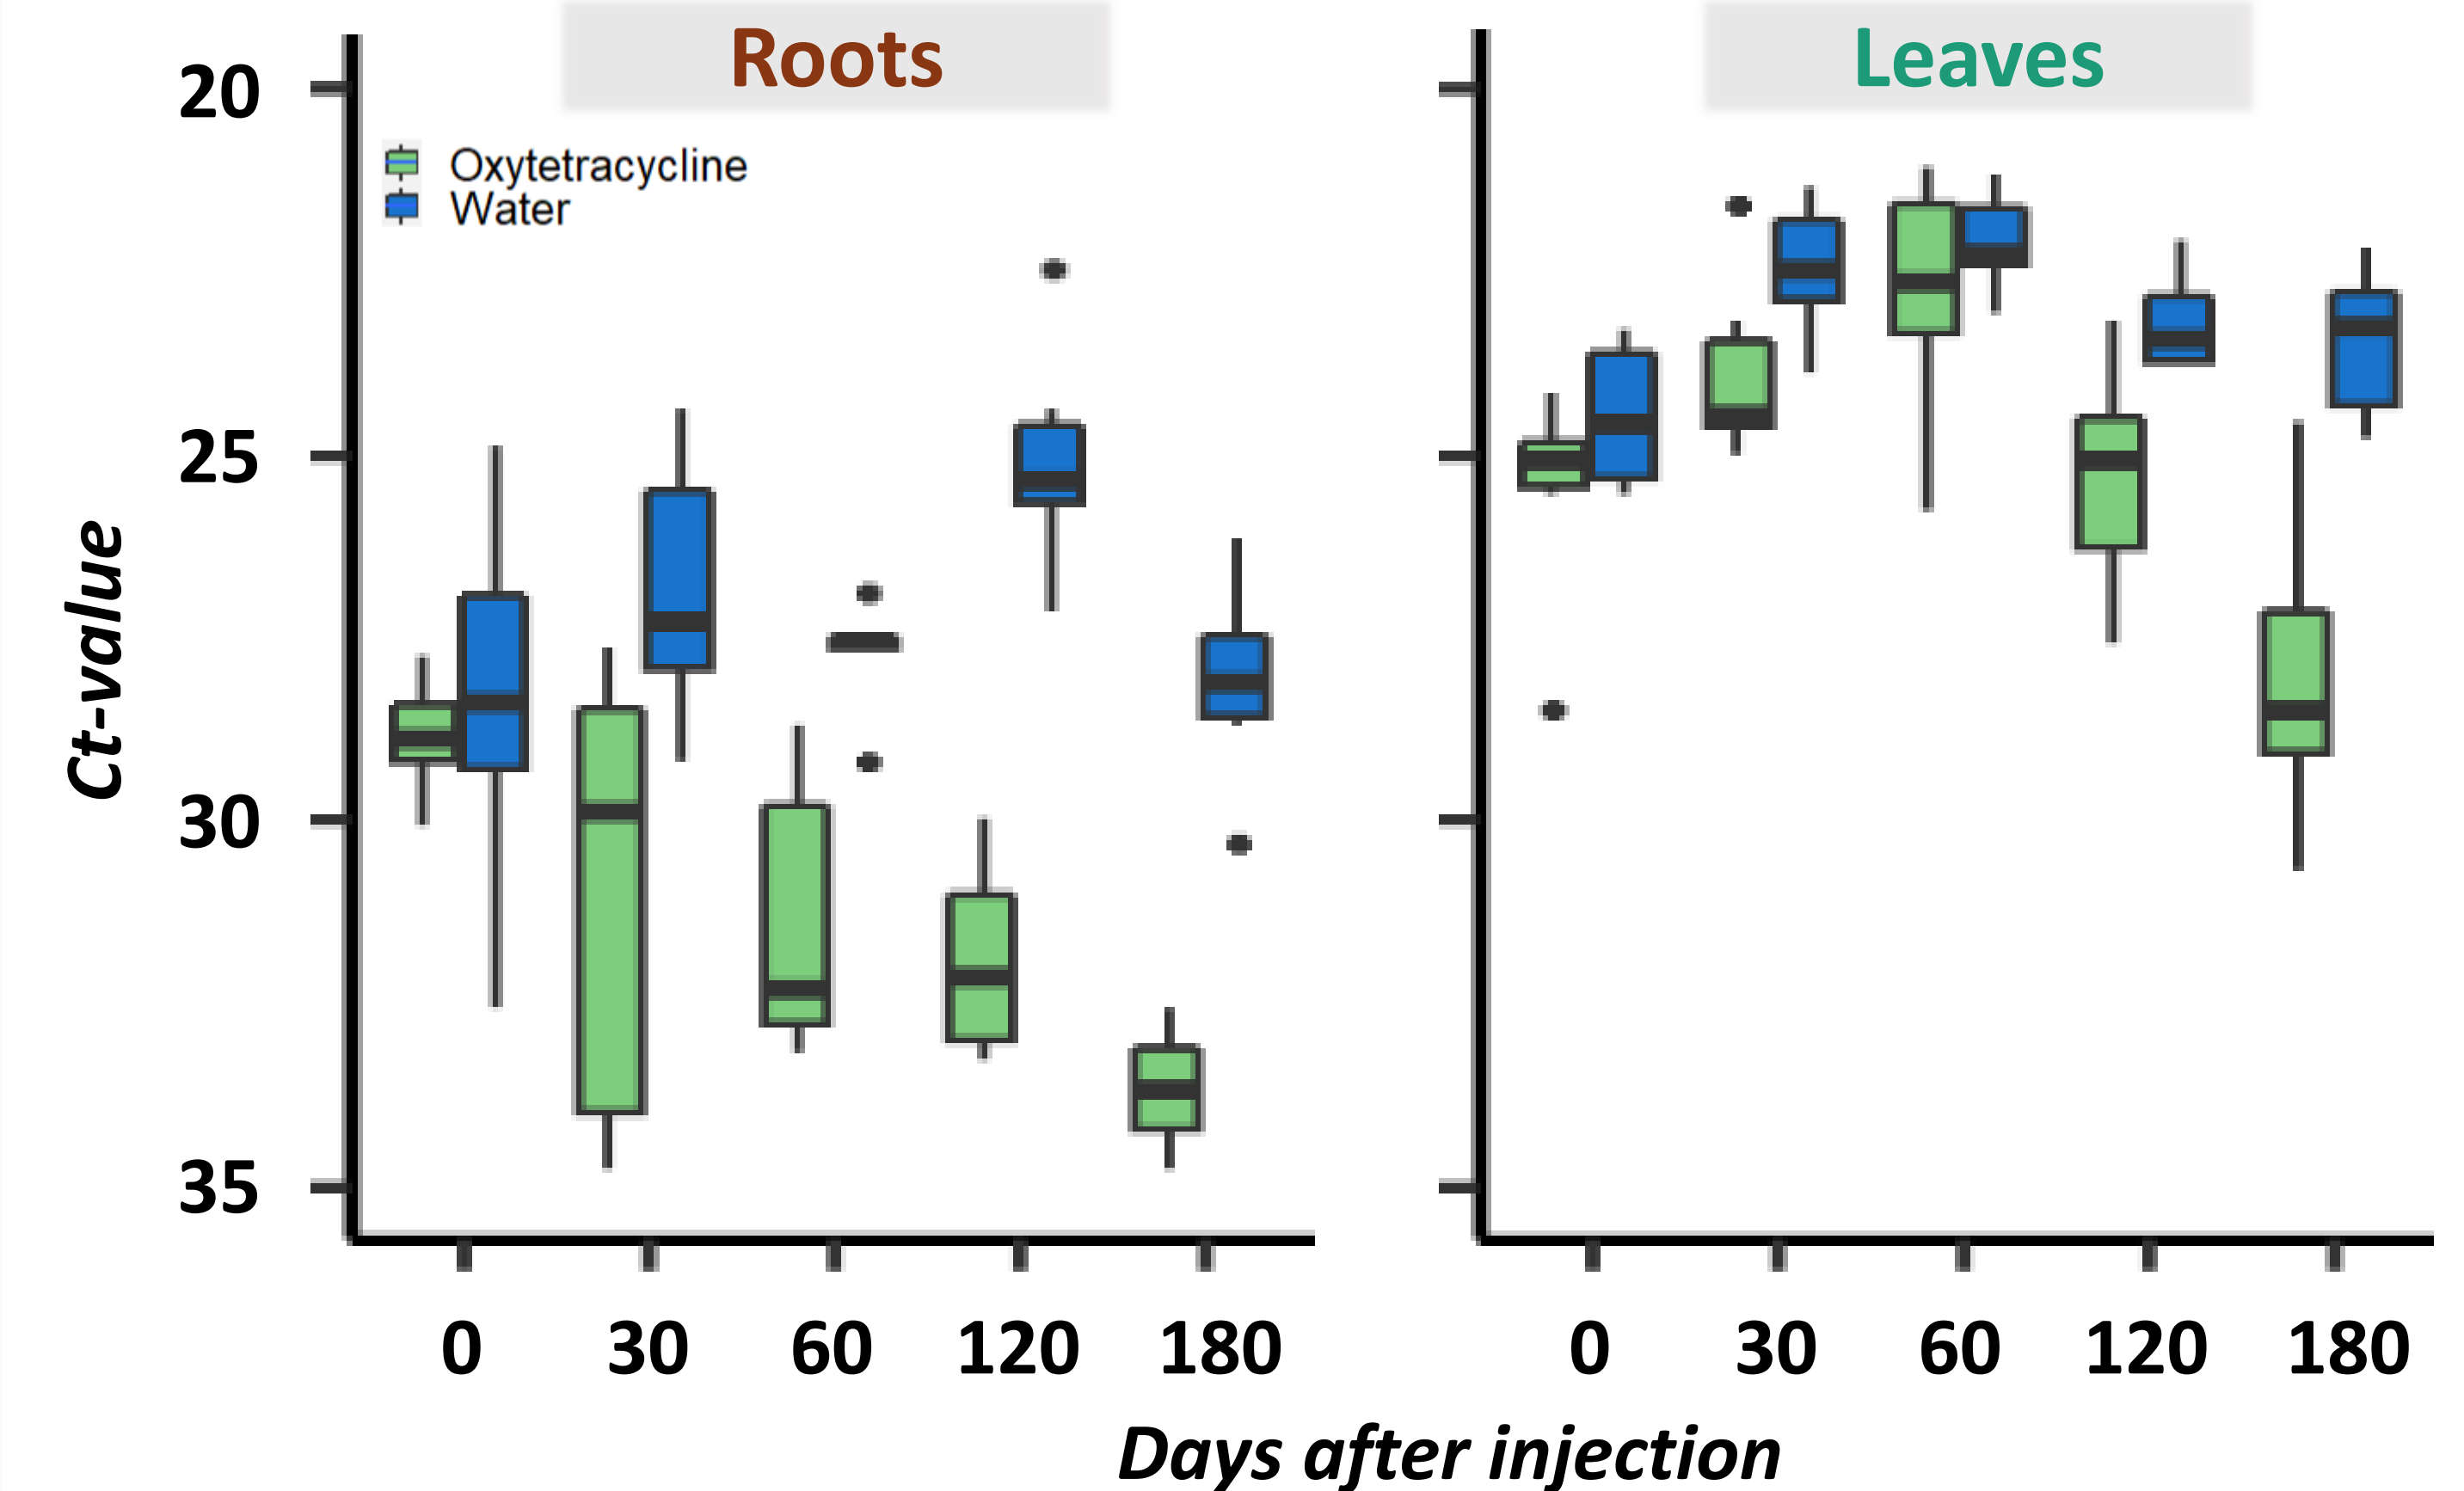 Roots
Leaves
Oxytetracycline
Water
20
25
30
35
Ct-value
0 30 60 120 180
0 30 60 120 180
Days after injection